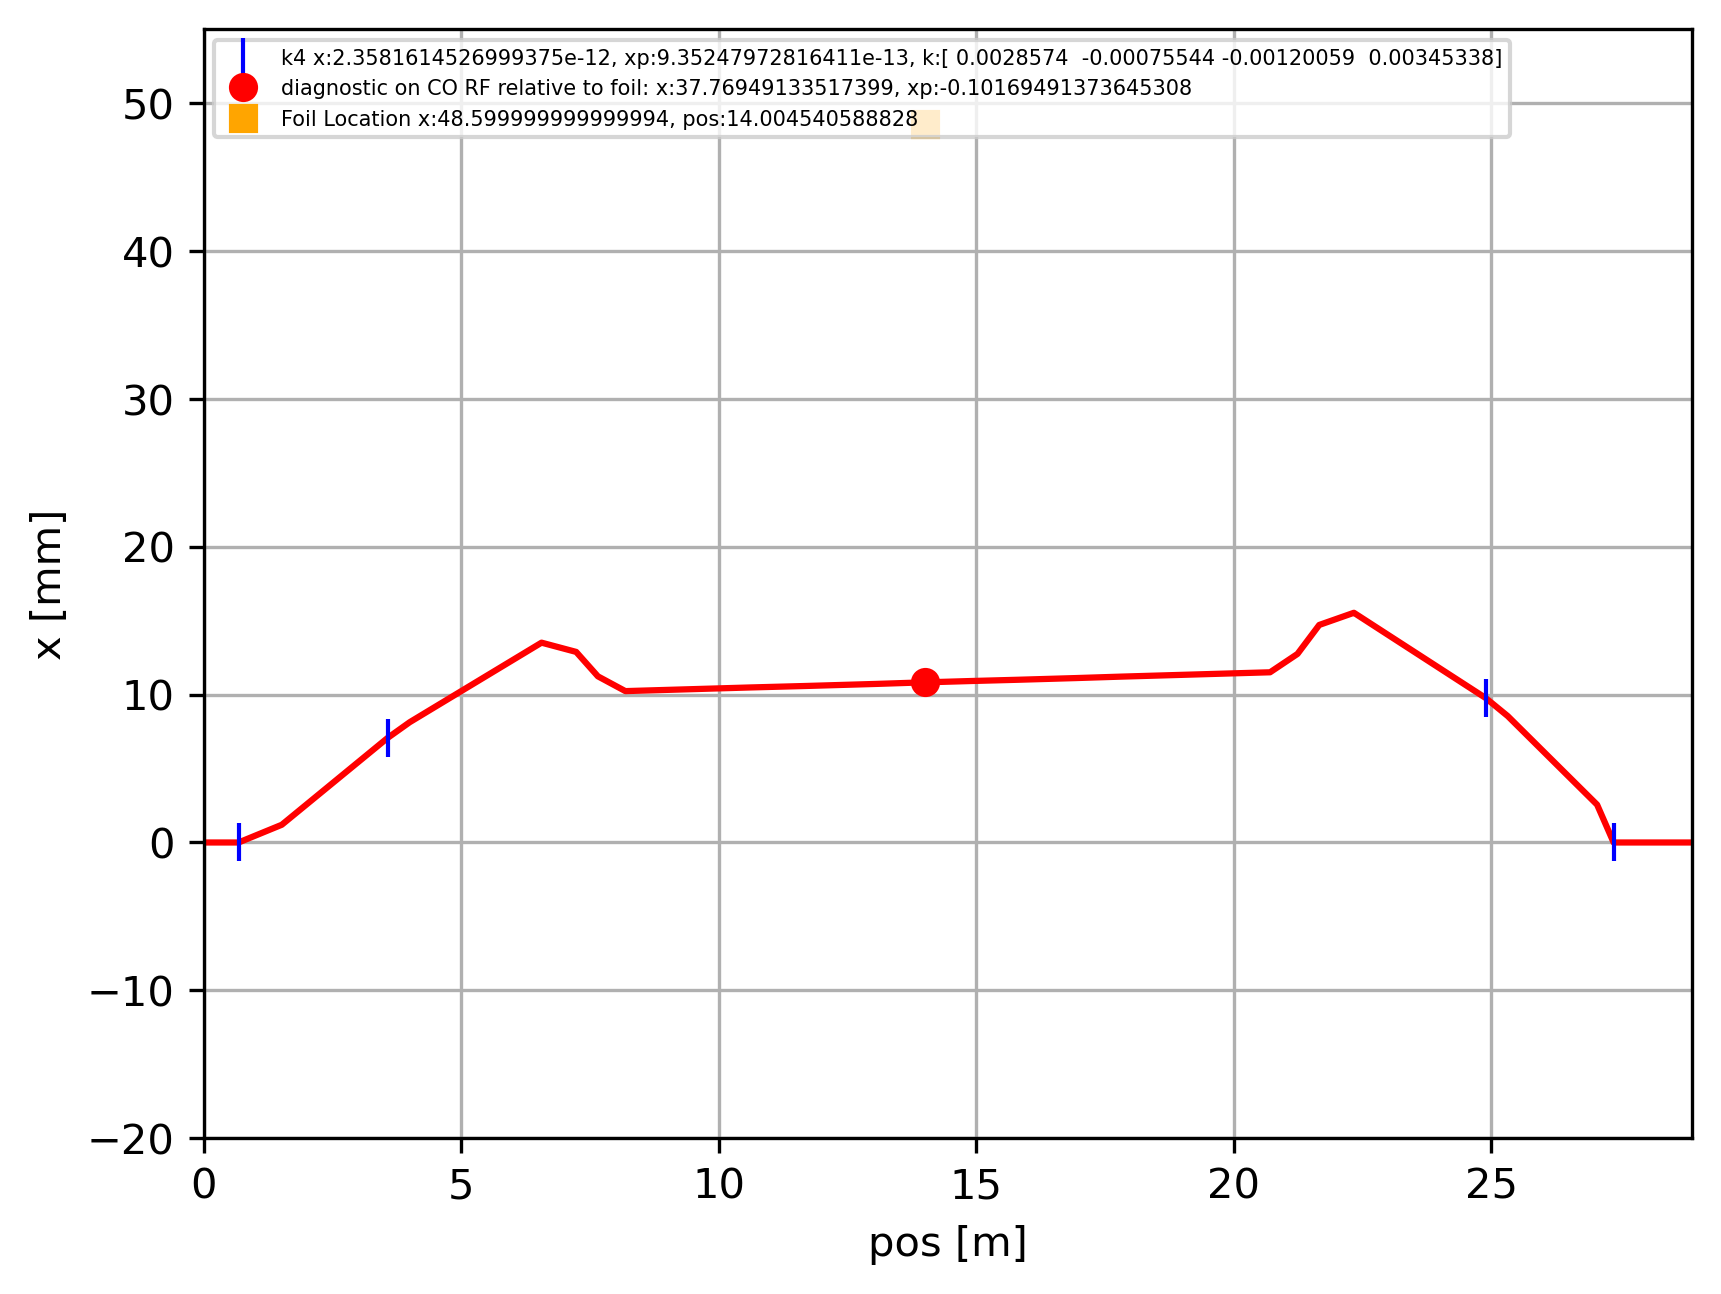 k4 x:2.3581614526999375e-12, xp:9.35247972816411e-13, k:[ 0.0028574 -0.00075544 -0.00120059 0.00345338]
diagnostic on CO RF relative to foil: x:37.76949133517399, xp:-0.10169491373645308
Foil Location x:48.599999999999994, pos:14.004540588828
50
40
30
20
10
0
−10
−20
x [mm]
0 5 10 15 20 25
pos [m]